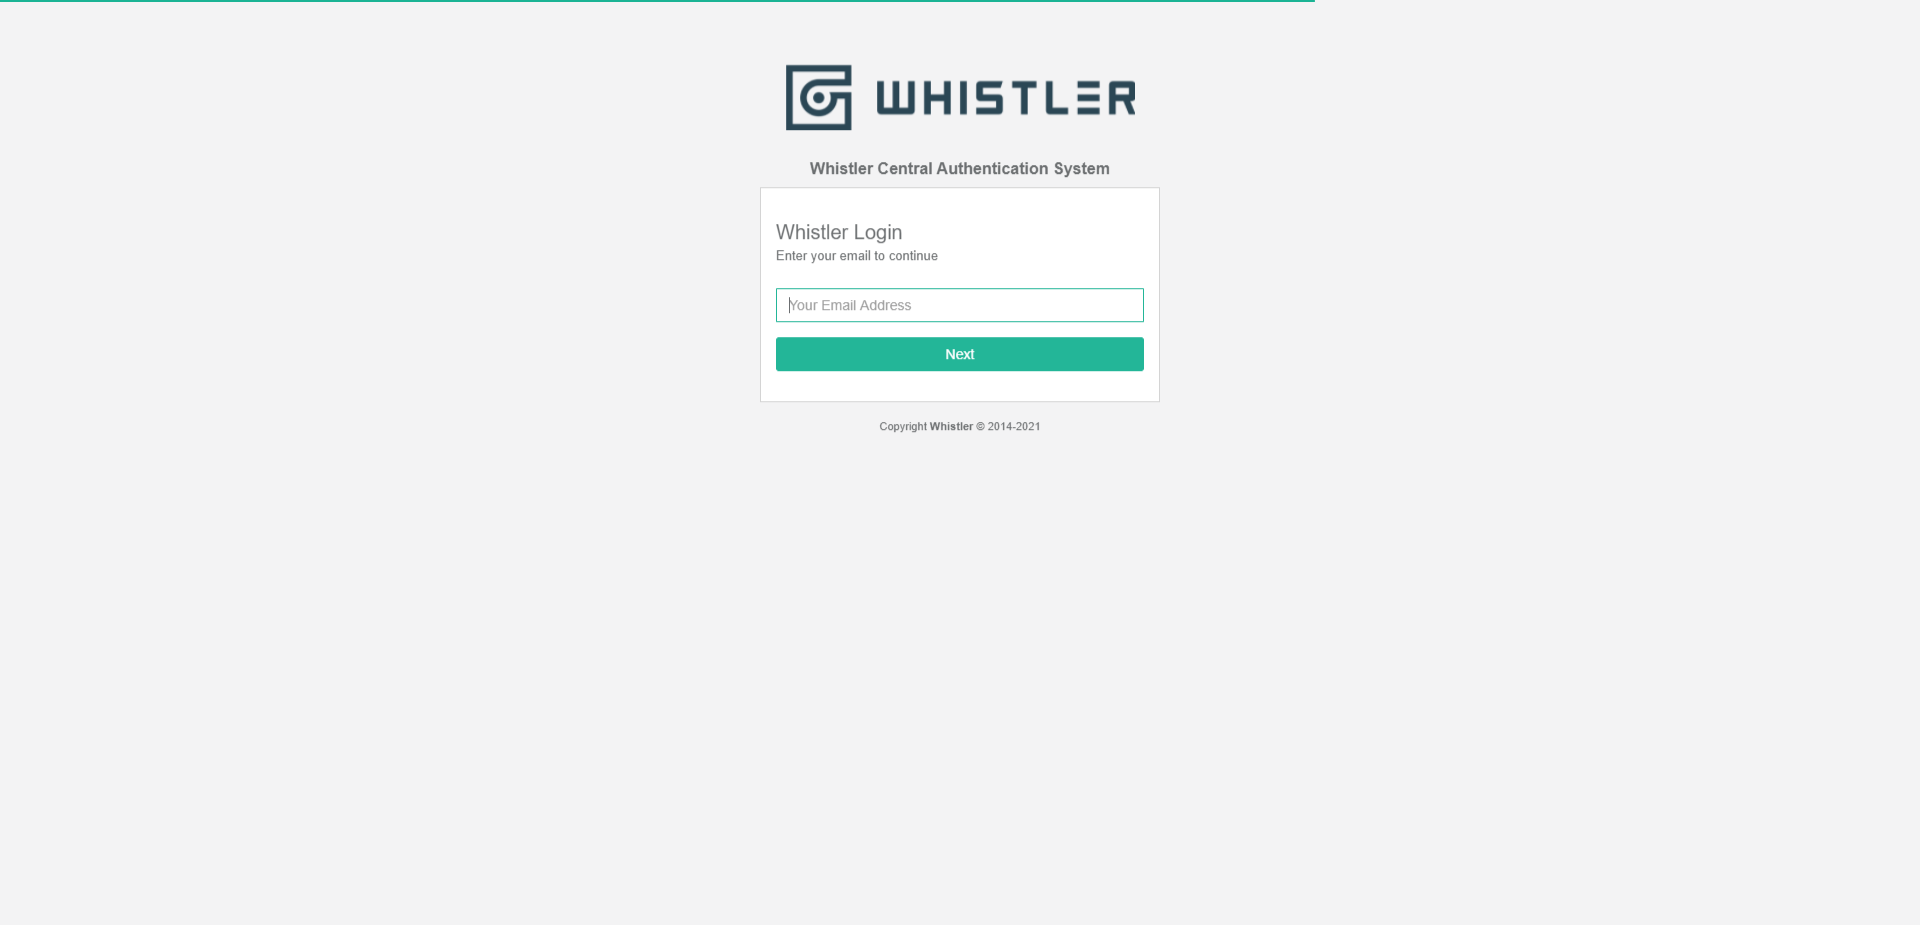 WHISTLER
Whistler Central Authentication System
Whistler Login
Enter your email to continue
Your Email Address
Next
Copyright Whistler © 2014-2021